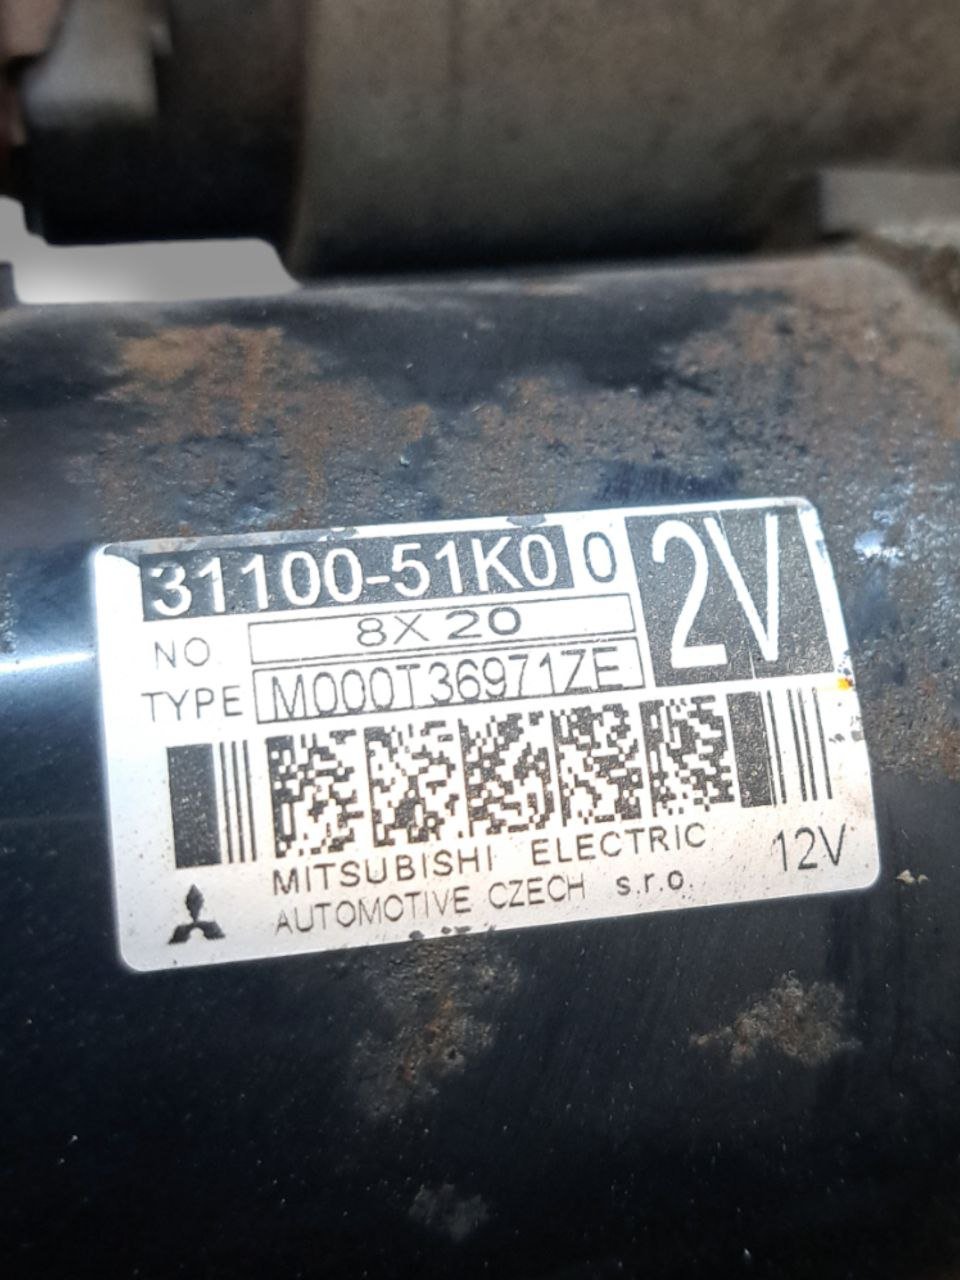 31100-51K0 0
2V
NO. 8X20
TYPE M000T36971ZE
MITSUBISHI ELECTRIC
AUTOMOTIVE CZECH s.r.o.
12V